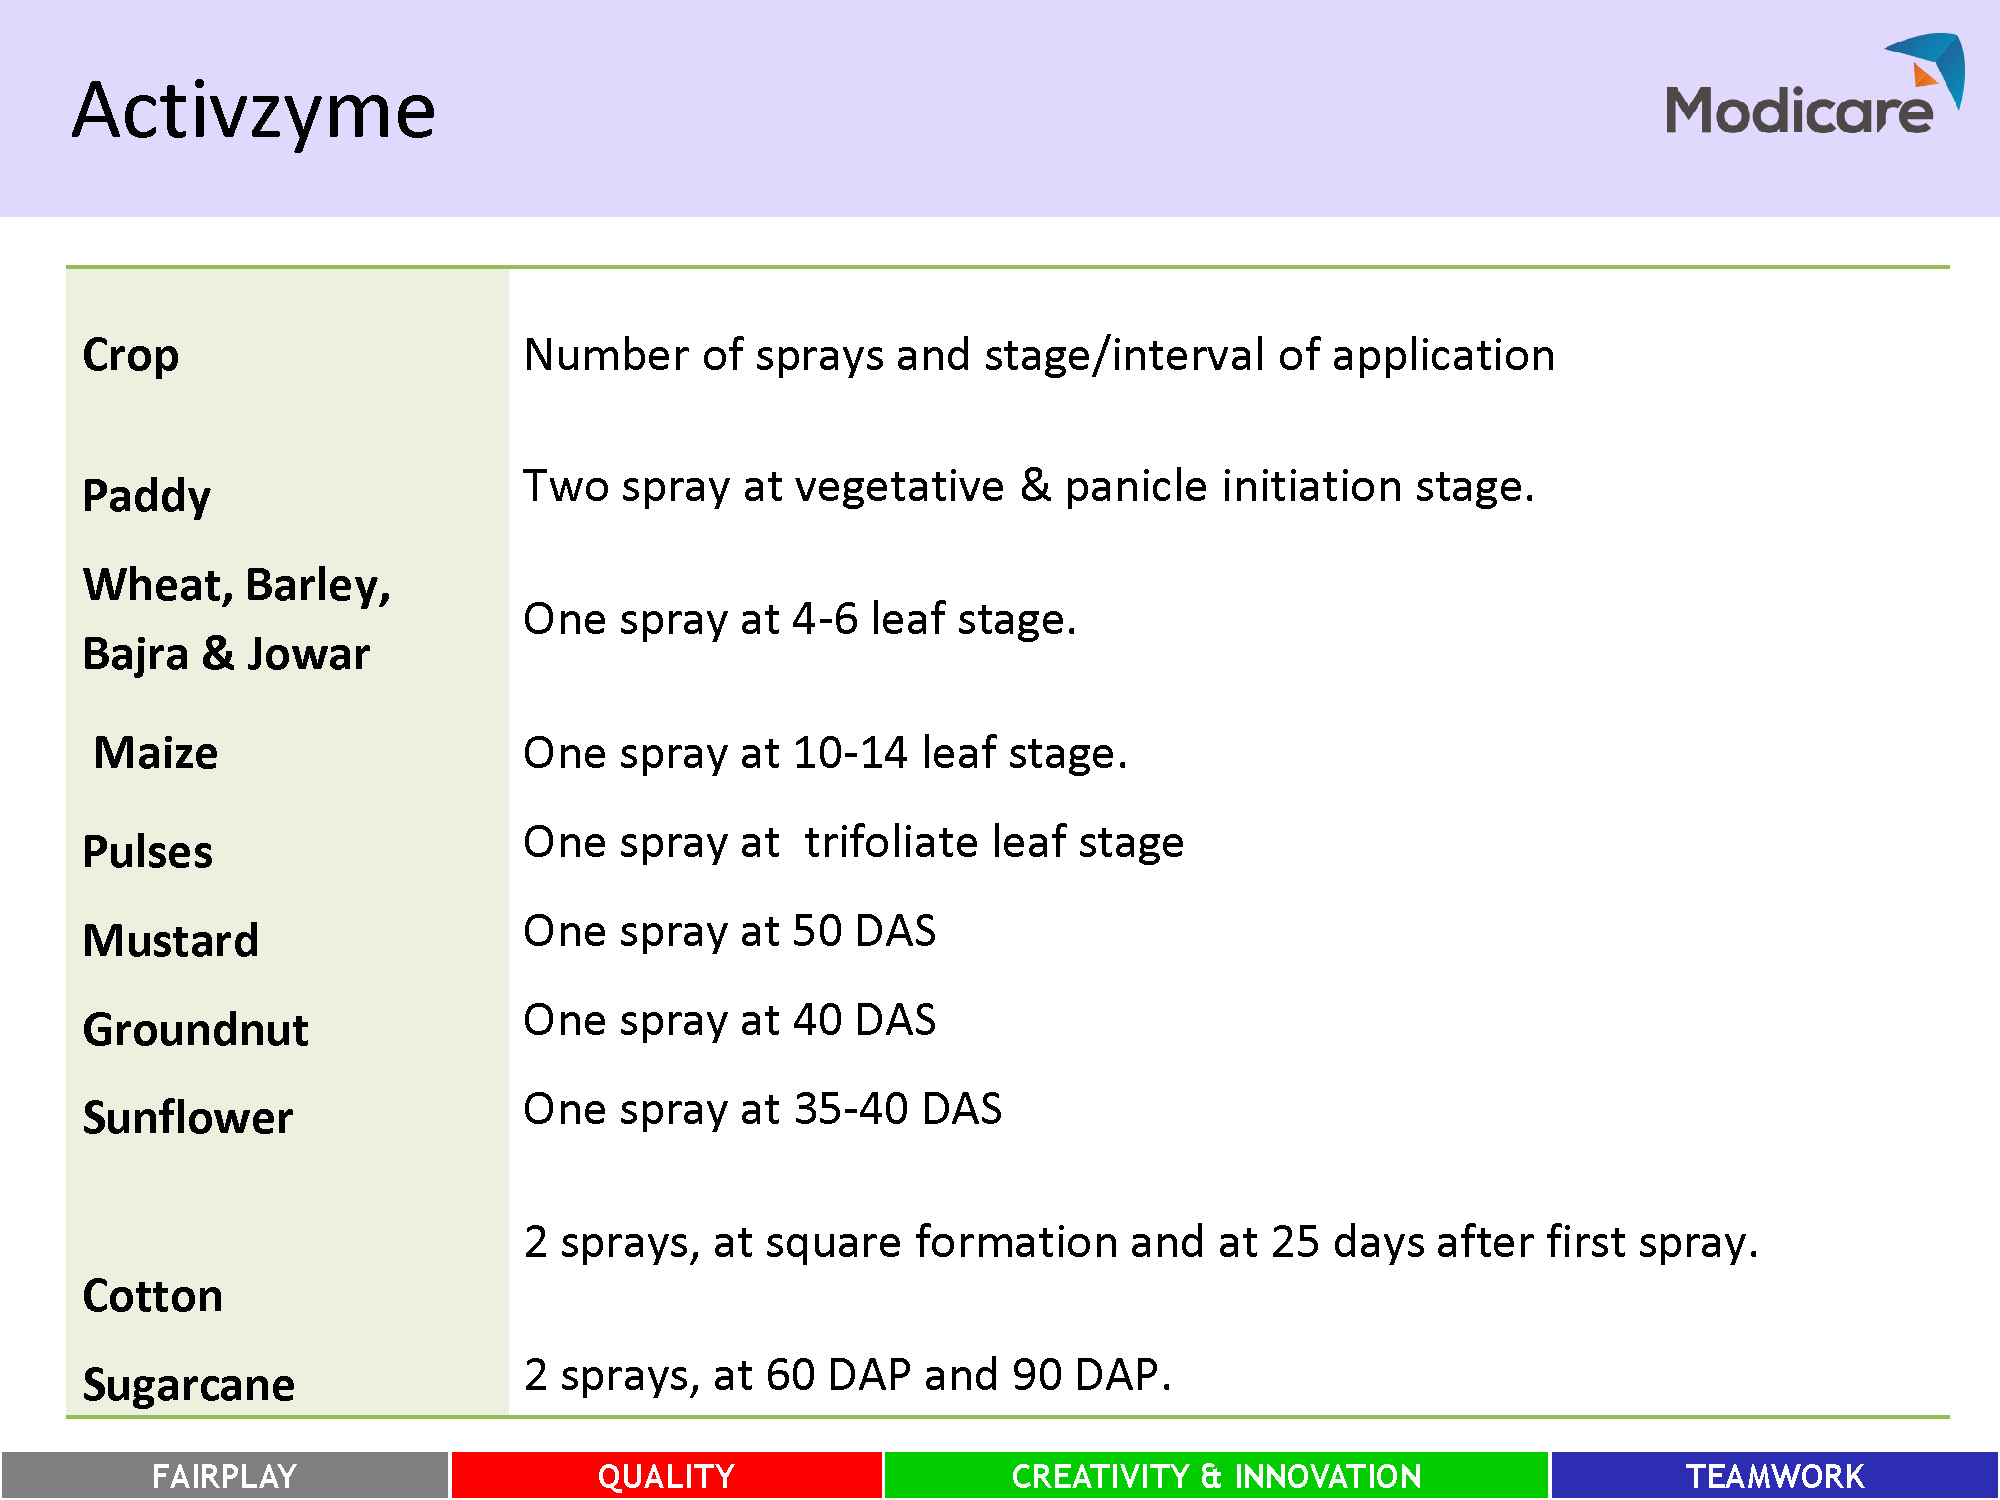 Activzyme
Modicare
Crop Number of sprays and stage/interval of application
Paddy Two spray at vegetative & panicle initiation stage.
Wheat, Barley,
Bajra & Jowar One spray at 4-6 leaf stage.
Maize One spray at 10-14 leaf stage.
Pulses One spray at trifoliate leaf stage
Mustard One spray at 50 DAS
Groundnut One spray at 40 DAS
Sunflower One spray at 35-40 DAS
Cotton 2 sprays, at square formation and at 25 days after first spray.
Sugarcane 2 sprays, at 60 DAP and 90 DAP.
FAIRPLAY QUALITY CREATIVITY & INNOVATION TEAMWORK